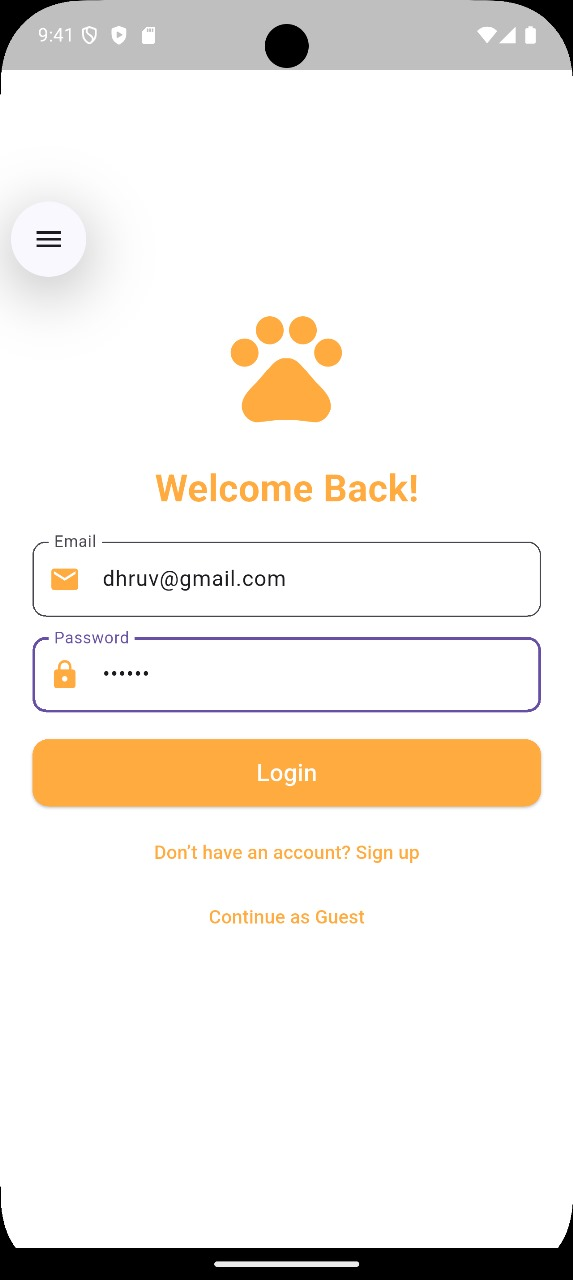 9:41
Welcome Back!
Email
dhruv@gmail.com
Password
••••••
Login
Don’t have an account? Sign up
Continue as Guest